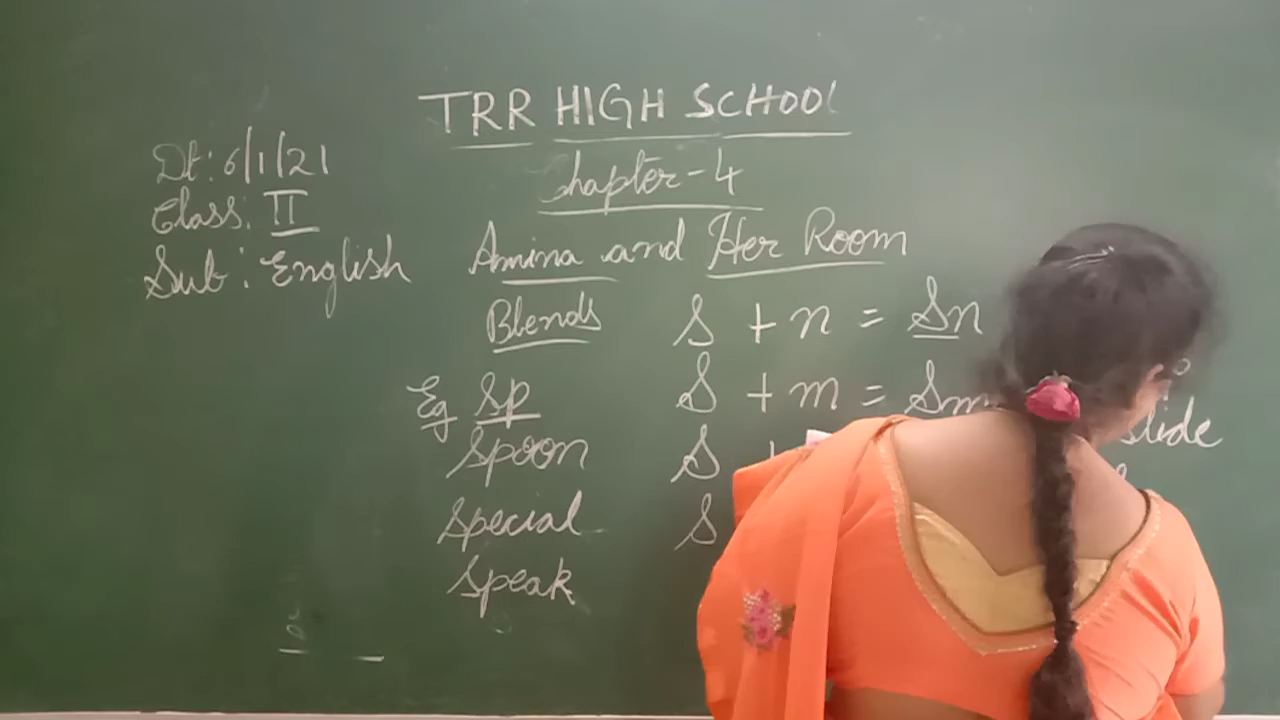 TRR HIGH SCHOOL
Dt: 6/1/21
Chapter-4
Class: II
Sub: English
Amina and Her Room
Blends
S + n = Sn
Eg Sp
S + m = Sm
Slide
Spoon
S
Special
S
Speak